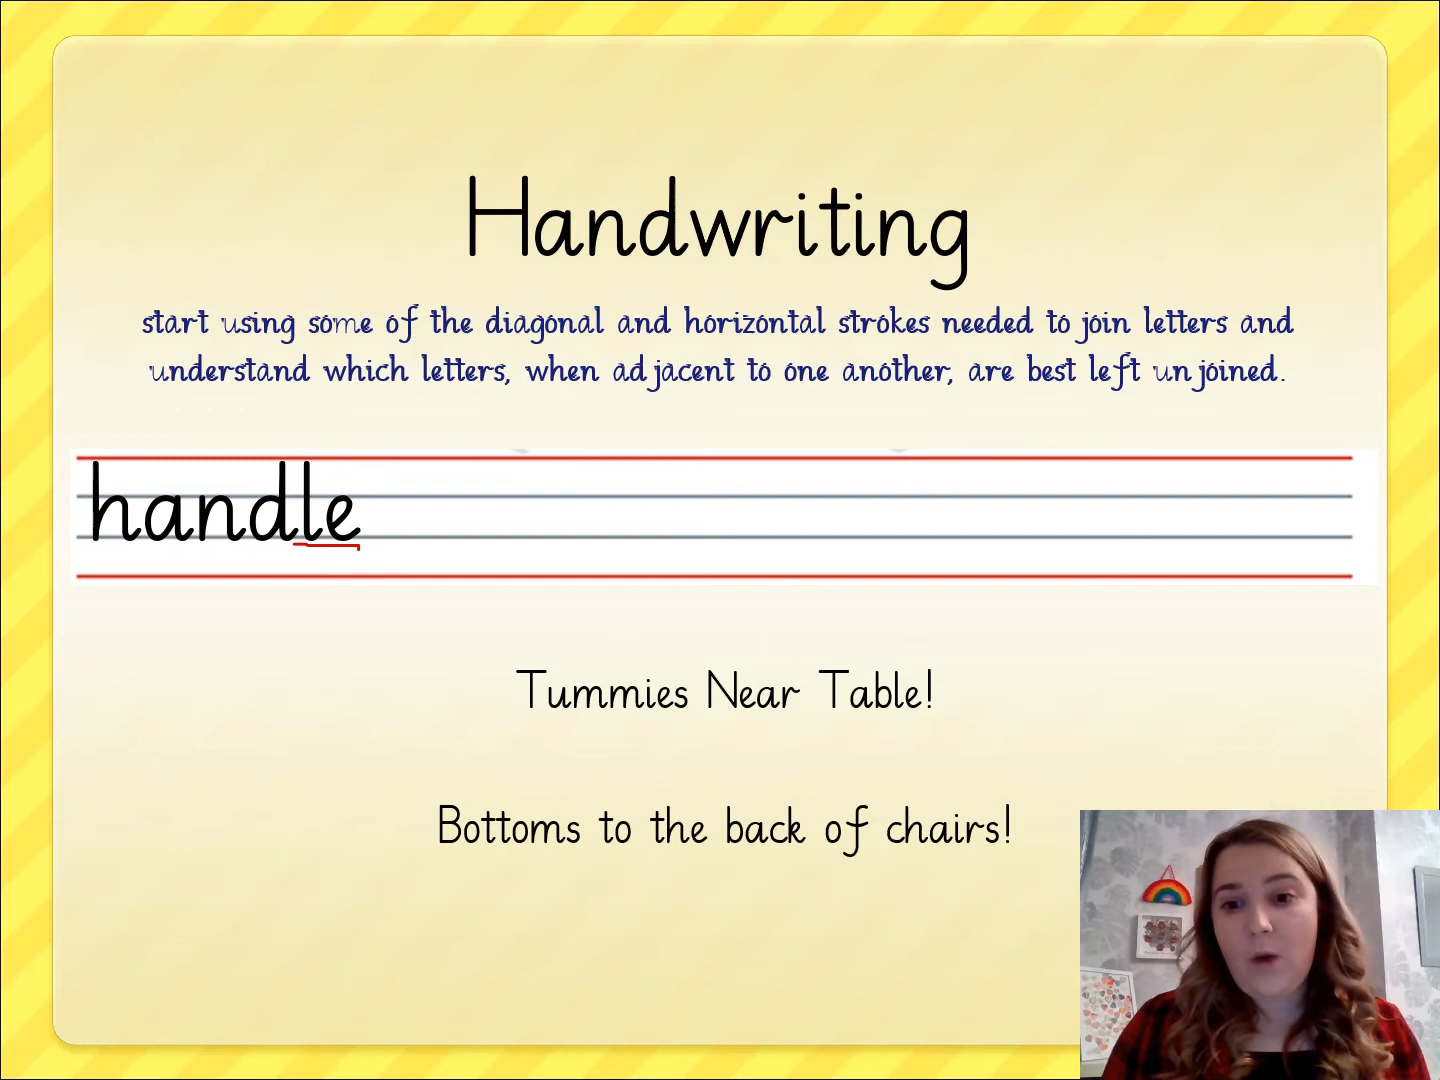 Handwriting
start using some of the diagonal and horizontal strokes needed to join letters and
understand which letters, when adjacent to one another, are best left unjoined.
handle
Tummies Near Table!
Bottoms to the back of chairs!